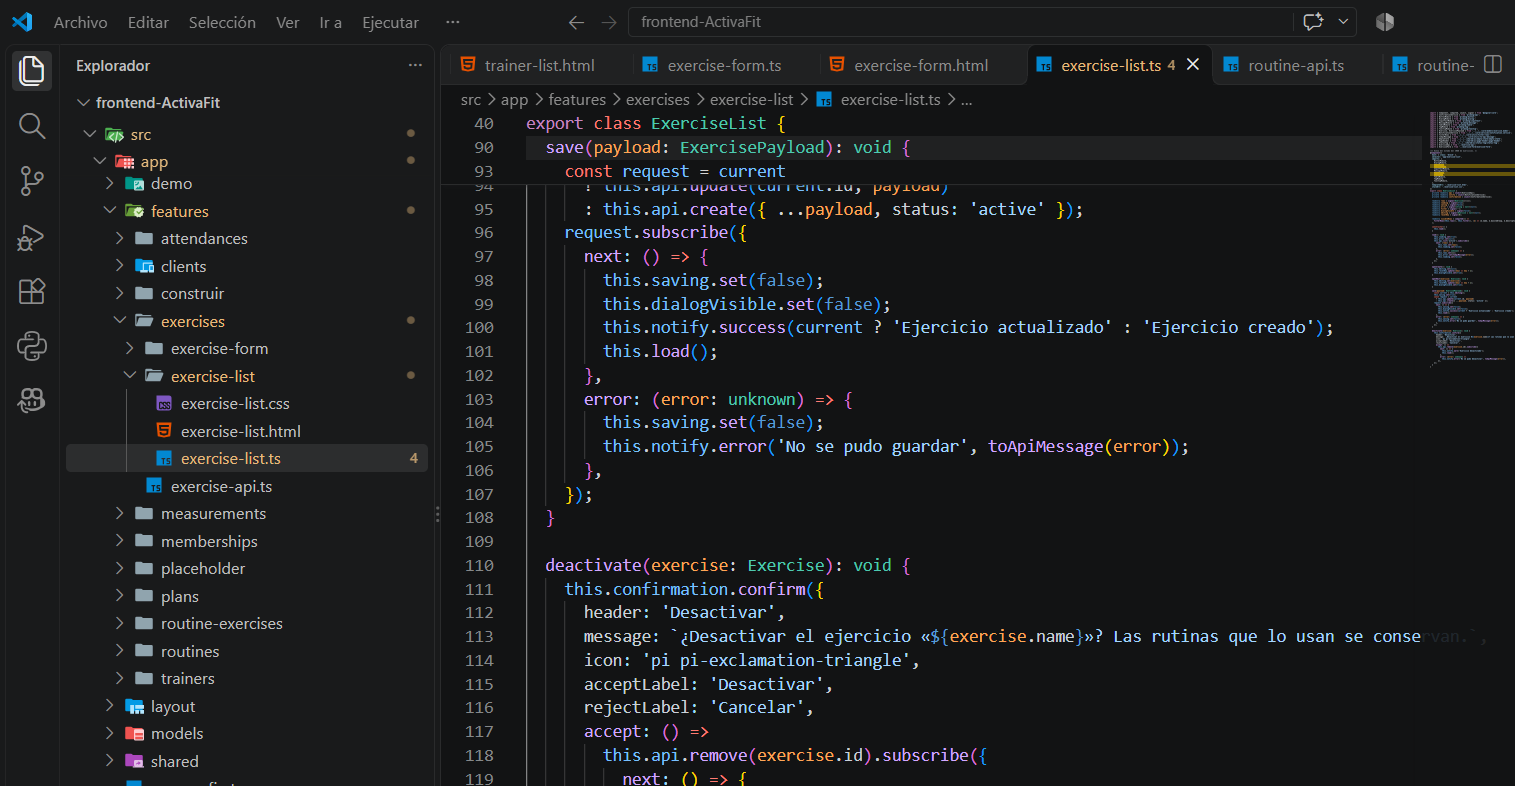 Archivo Editar Selección Ver Ir a Ejecutar ··· frontend-ActivaFit
Explorador ···
frontend-ActivaFit
src
app
demo
features
attendances
clients
construir
exercises
exercise-form
exercise-list
exercise-list.css
exercise-list.html
exercise-list.ts 4
exercise-api.ts
measurements
memberships
placeholder
plans
routine-exercises
routines
trainers
layout
models
shared
trainer-list.html exercise-form.ts exercise-form.html exercise-list.ts 4 routine-api.ts routine-
src > app > features > exercises > exercise-list > exercise-list.ts > ...
40 export class ExerciseList {
90 save(payload: ExercisePayload): void {
93 const request = current
94 ? this.api.update(current.id, payload)
95 : this.api.create({ ...payload, status: 'active' });
96 request.subscribe({
97 next: () => {
98 this.saving.set(false);
99 this.dialogVisible.set(false);
100 this.notify.success(current ? 'Ejercicio actualizado' : 'Ejercicio creado');
101 this.load();
102 },
103 error: (error: unknown) => {
104 this.saving.set(false);
105 this.notify.error('No se pudo guardar', toApiMessage(error));
106 },
107 });
108 }
109
110 deactivate(exercise: Exercise): void {
111 this.confirmation.confirm({
112 header: 'Desactivar',
113 message: `¿Desactivar el ejercicio «${exercise.name}»? Las rutinas que lo usan se conservan.`,
114 icon: 'pi pi-exclamation-triangle',
115 acceptLabel: 'Desactivar',
116 rejectLabel: 'Cancelar',
117 accept: () =>
118 this.api.remove(exercise.id).subscribe({
119 next: () => {